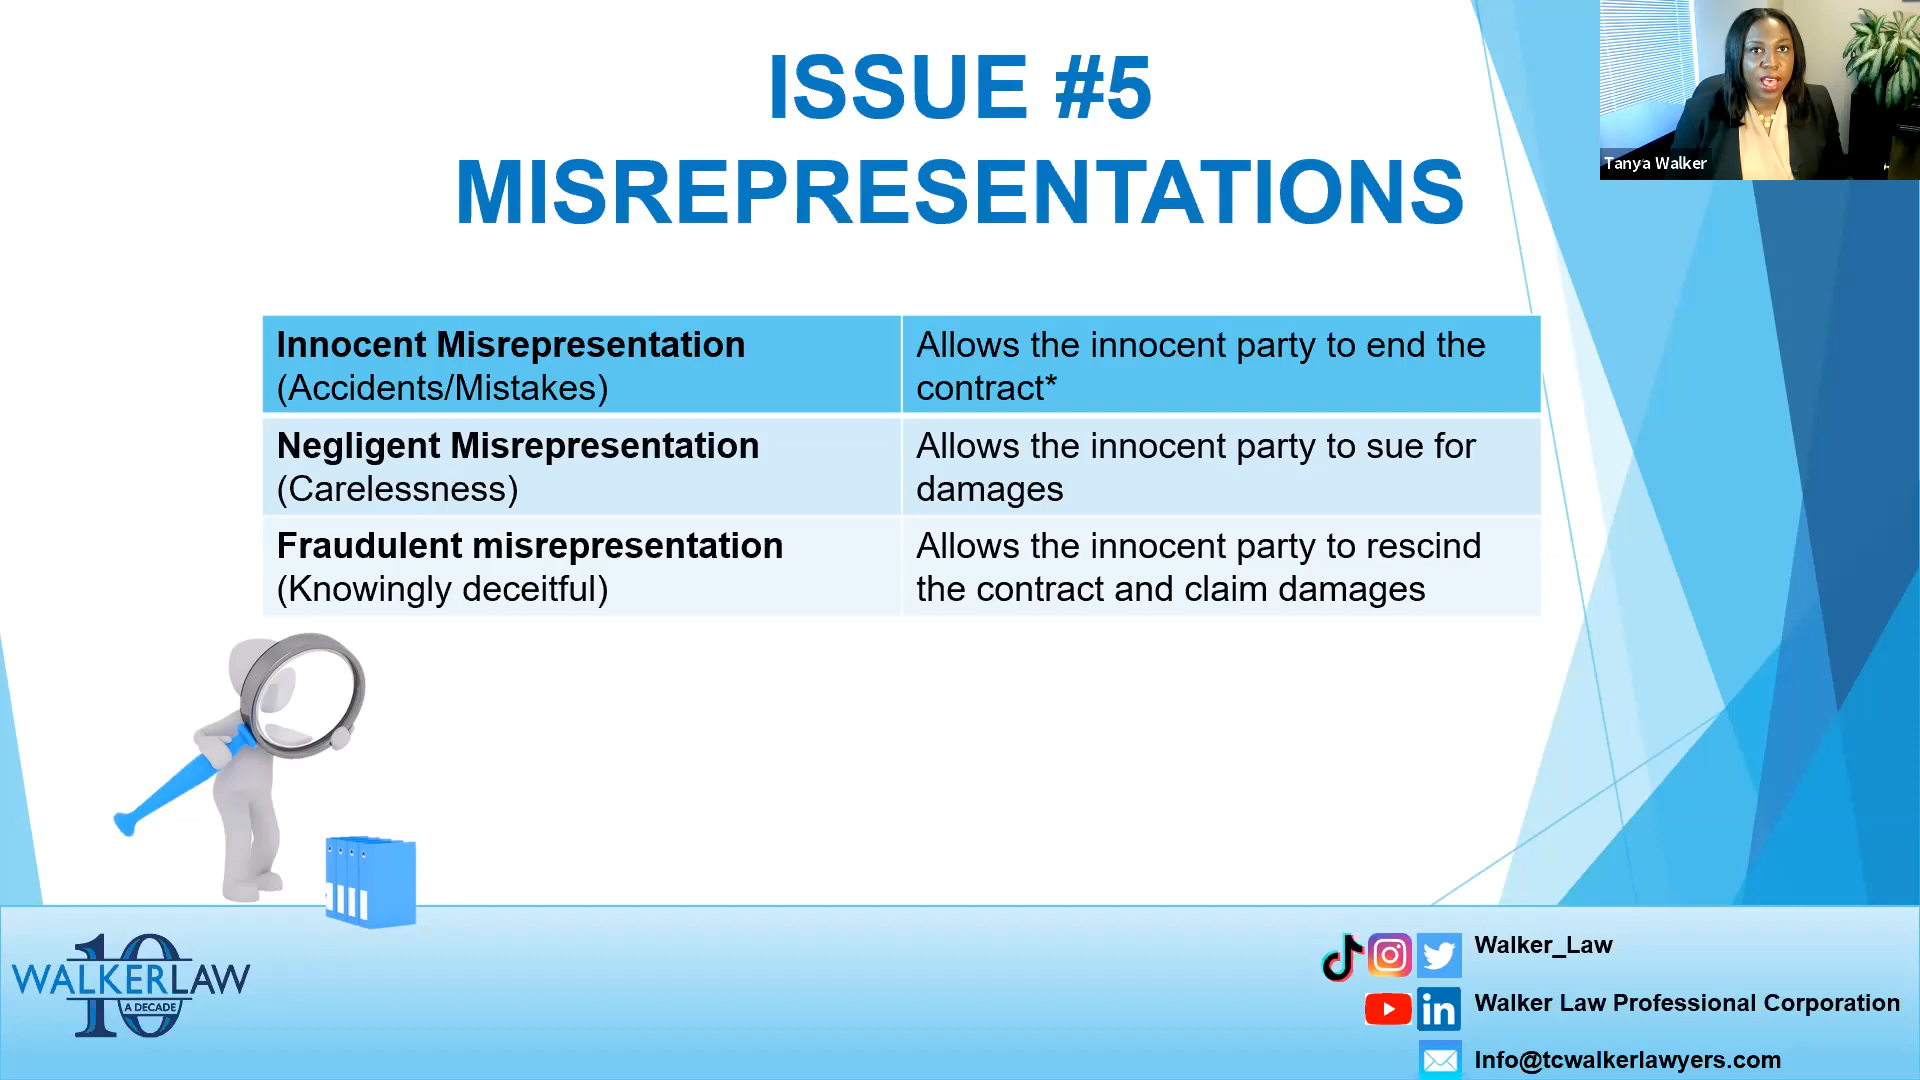 ISSUE #5
MISREPRESENTATIONS
Tanya Walker
Innocent Misrepresentation
(Accidents/Mistakes)
Allows the innocent party to end the
contract*
Negligent Misrepresentation
(Carelessness)
Allows the innocent party to sue for
damages
Fraudulent misrepresentation
(Knowingly deceitful)
Allows the innocent party to rescind
the contract and claim damages
10
WALKERLAW
A DECADE
Walker_Law
in
Walker Law Professional Corporation
Info@tcwalkerlawyers.com